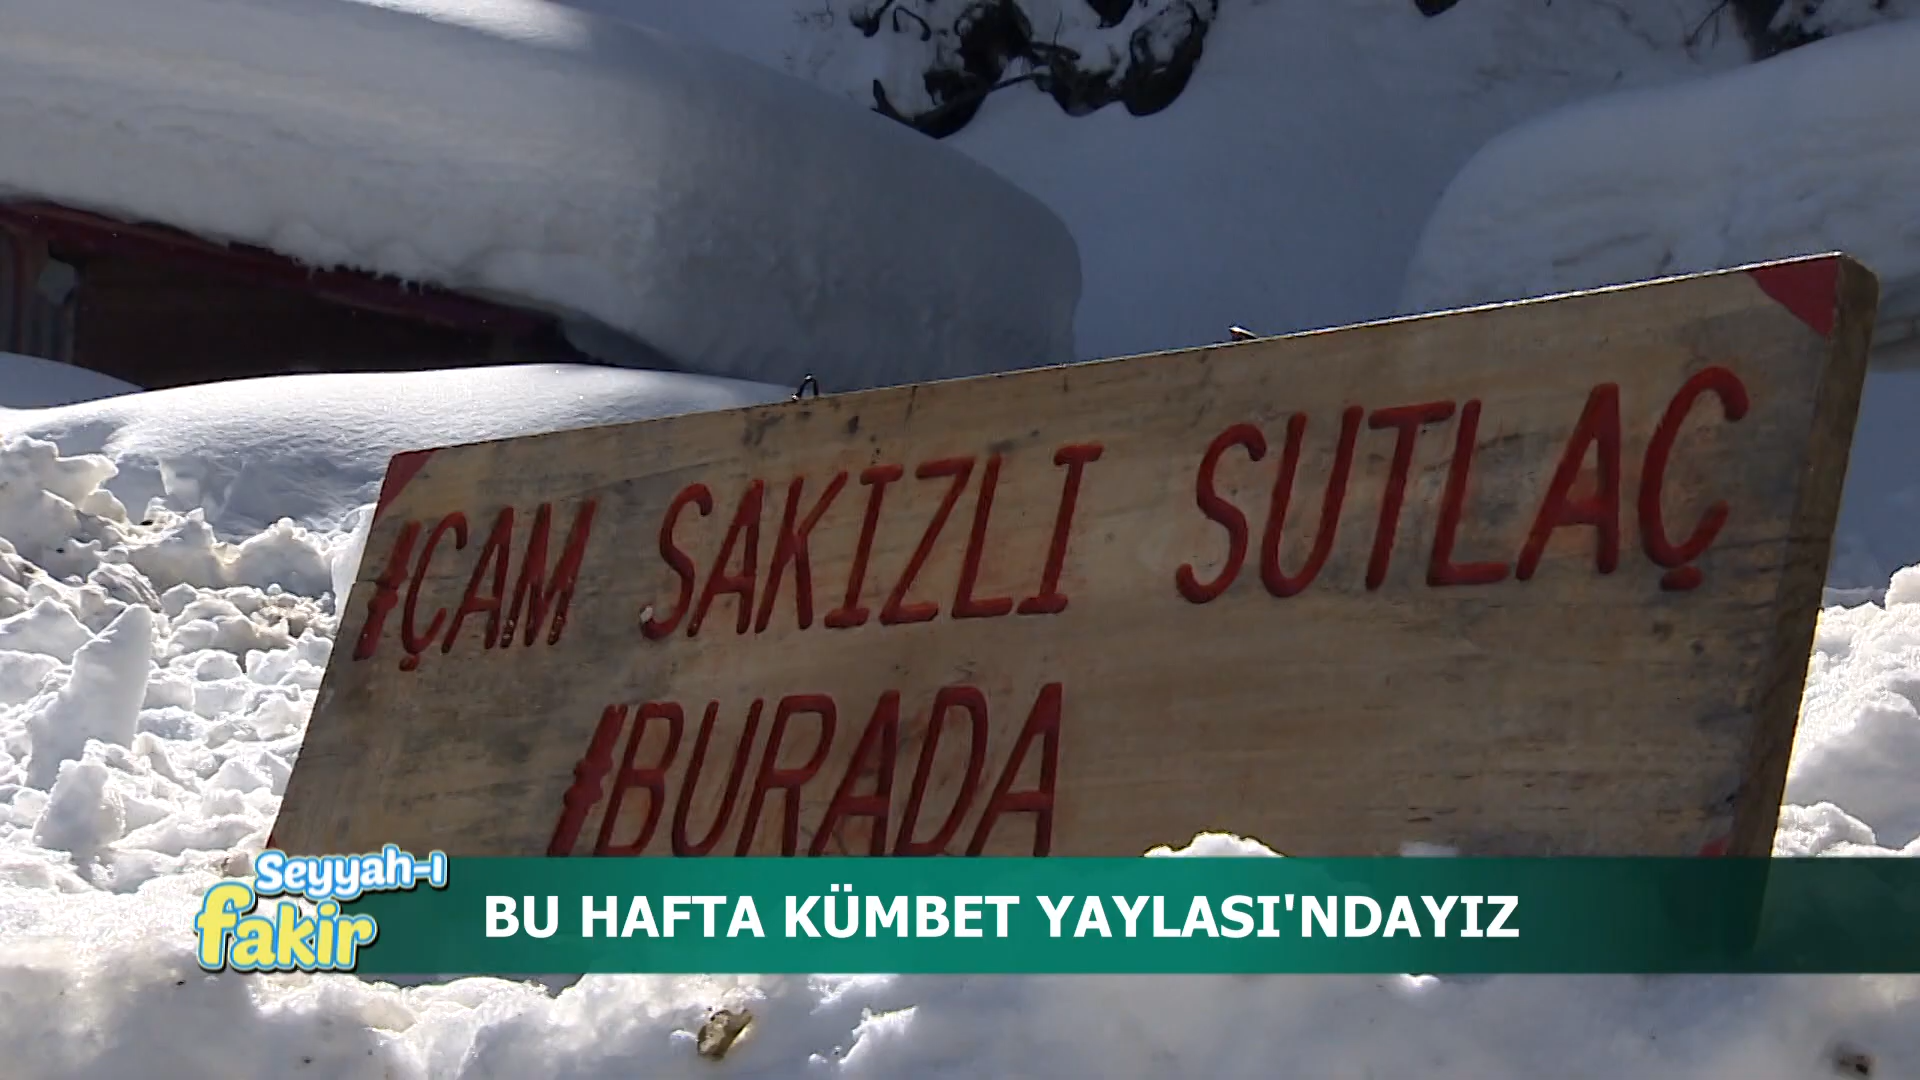 ÇAM SAKIZLI SUTLAÇ
BURADA
Seyyah-ı
fakir
BU HAFTA KÜMBET YAYLASI'NDAYIZ